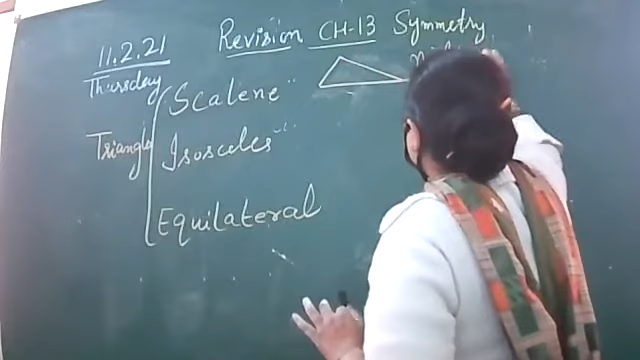 11.2.21 Revision CH-13 Symmetry
Thursday
Scalene "
Triangle
Isosceles "
Equilateral